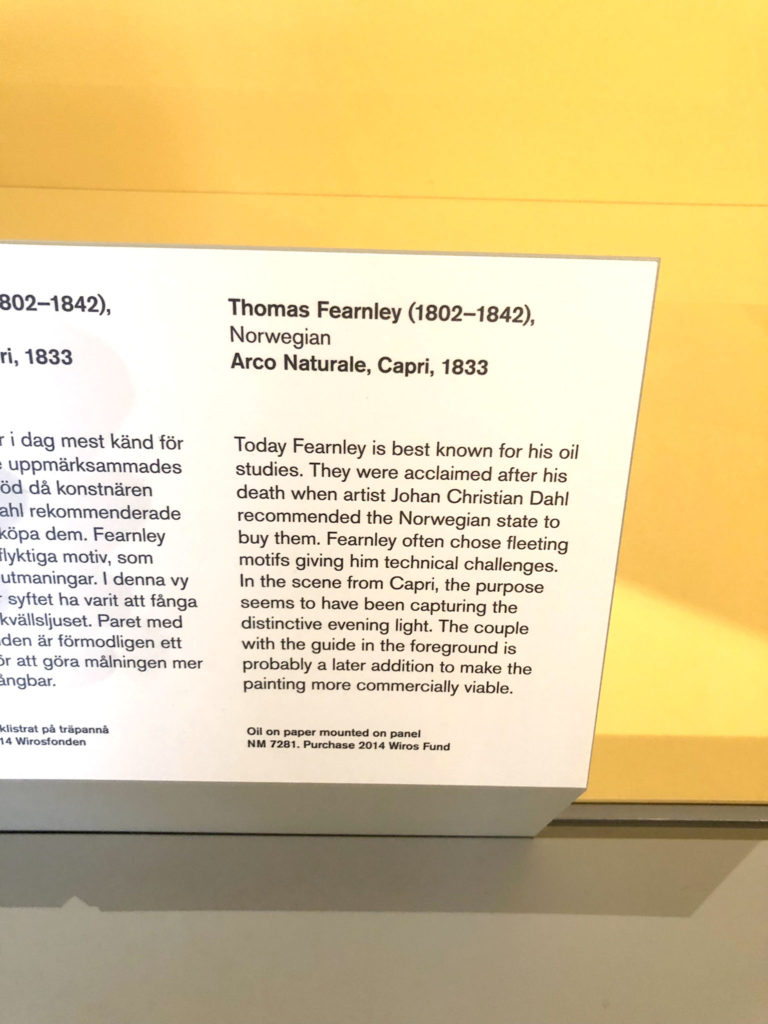 802–1842),
ri, 1833
r i dag mest känd för
uppmärksammades
öd då konstnären
ahl rekommenderade
köpa dem. Fearnley
flyktiga motiv, som
utmaningar. I denna vy
syftet ha varit att fånga
kvällsljuset. Paret med
den är förmodligen ett
ör att göra målningen mer
ångbar.
klistrat på träpannå
14 Wirosfonden
Thomas Fearnley (1802–1842),
Norwegian
Arco Naturale, Capri, 1833
Today Fearnley is best known for his oil
studies. They were acclaimed after his
death when artist Johan Christian Dahl
recommended the Norwegian state to
buy them. Fearnley often chose fleeting
motifs giving him technical challenges.
In the scene from Capri, the purpose
seems to have been capturing the
distinctive evening light. The couple
with the guide in the foreground is
probably a later addition to make the
painting more commercially viable.
Oil on paper mounted on panel
NM 7281. Purchase 2014 Wiros Fund